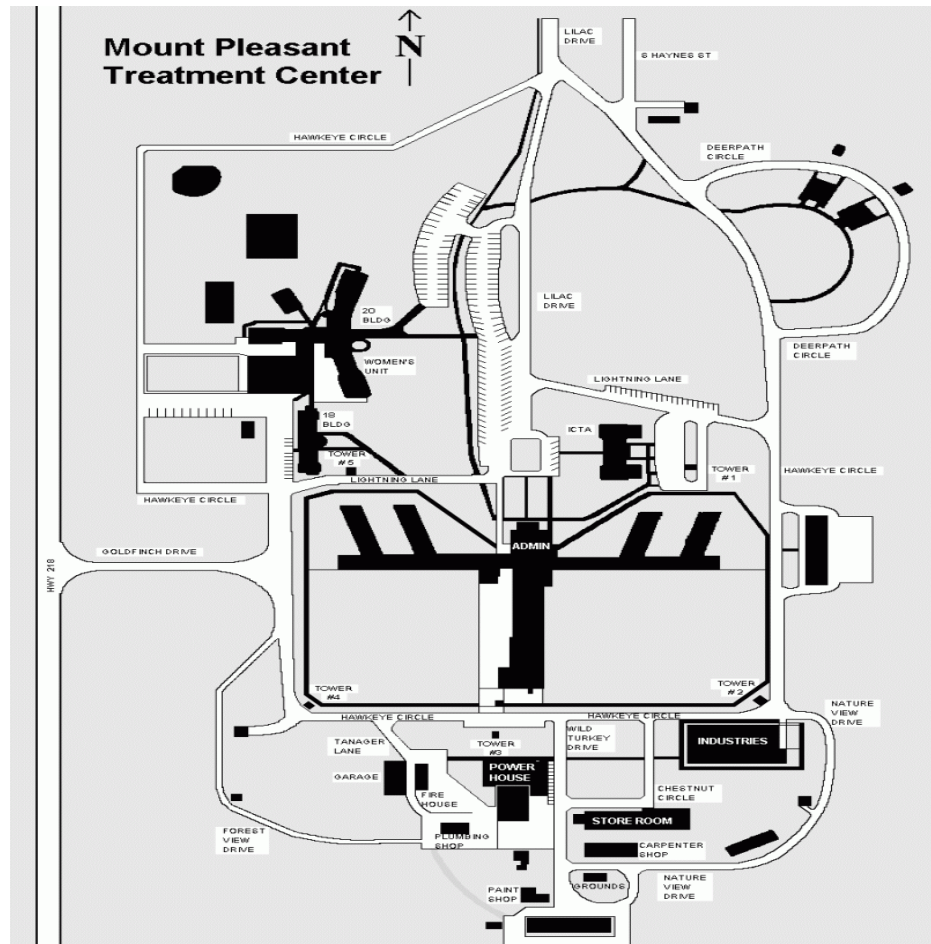 Mount Pleasant
Treatment Center
N
LILAC
DRIVE
S HAYNES ST
HAWKEYE CIRCLE
DEERPATH
CIRCLE
LILAC
DRIVE
20
BLDG
WOMEN'S
UNIT
DEERPATH
CIRCLE
LIGHTNING LANE
18
BLDG
ICTA
TOWER
#5
TOWER
#1
HAWKEYE CIRCLE
LIGHTNING LANE
HAWKEYE CIRCLE
ADMIN
GOLDFINCH DRIVE
HWY 218
TOWER
#4
TOWER
#2
NATURE
VIEW
DRIVE
HAWKEYE CIRCLE
HAWKEYE CIRCLE
WILD
TURKEY
DRIVE
TANAGER
LANE
TOWER
#3
INDUSTRIES
GARAGE
POWER
HOUSE
FIRE
HOUSE
CHESTNUT
CIRCLE
STORE ROOM
FOREST
VIEW
DRIVE
PLUMBING
SHOP
CARPENTER
SHOP
PAINT
SHOP
GROUNDS
NATURE
VIEW
DRIVE